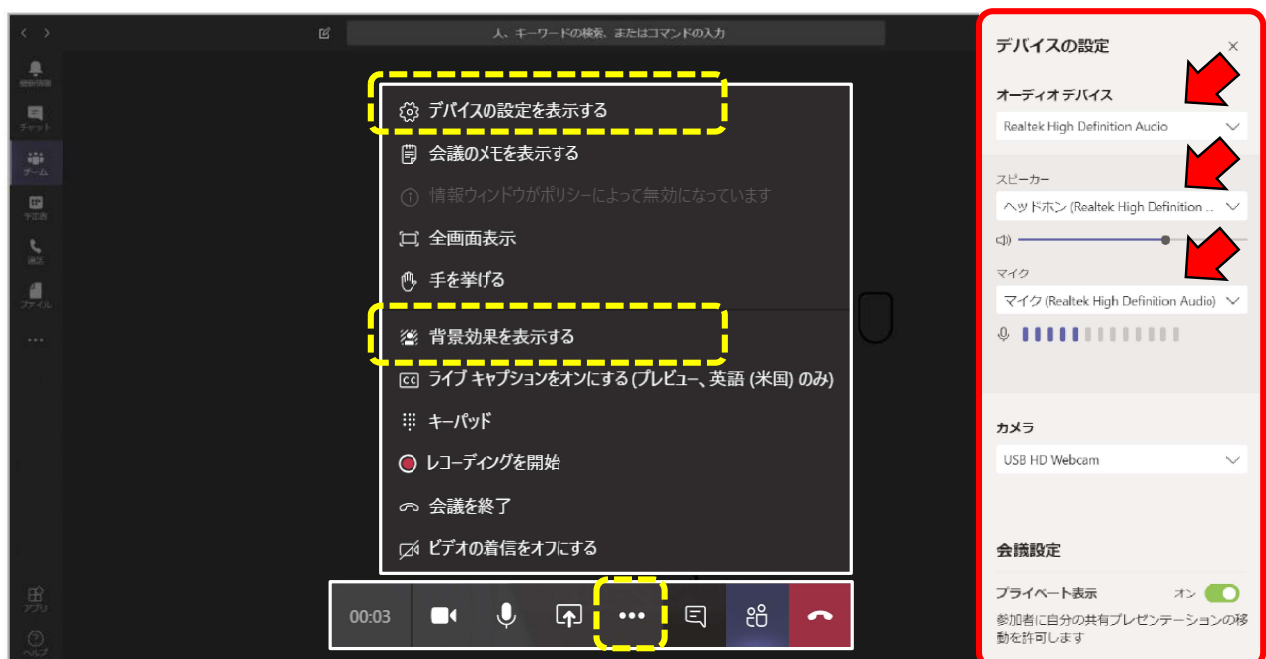 人、キーワードの検索、またはコマンドの入力
最新情報
チャット
チーム
予定表
通話
ファイル
アプリ
ヘルプ
デバイスの設定を表示する
会議のメモを表示する
情報ウィンドウがポリシーによって無効になっています
全画面表示
手を挙げる
背景効果を表示する
CC ライブ キャプションをオンにする (プレビュー、英語 (米国) のみ)
キーパッド
レコーディングを開始
会議を終了
ビデオの着信をオフにする
00:03
デバイスの設定
オーディオ デバイス
Realtek High Definition Aucio
スピーカー
ヘッドホン (Realtek High Definition ..
マイク
マイク (Realtek High Definition Audio)
カメラ
USB HD Webcam
会議設定
プライベート表示 オン
参加者に自分の共有プレゼンテーションの移
動を許可します